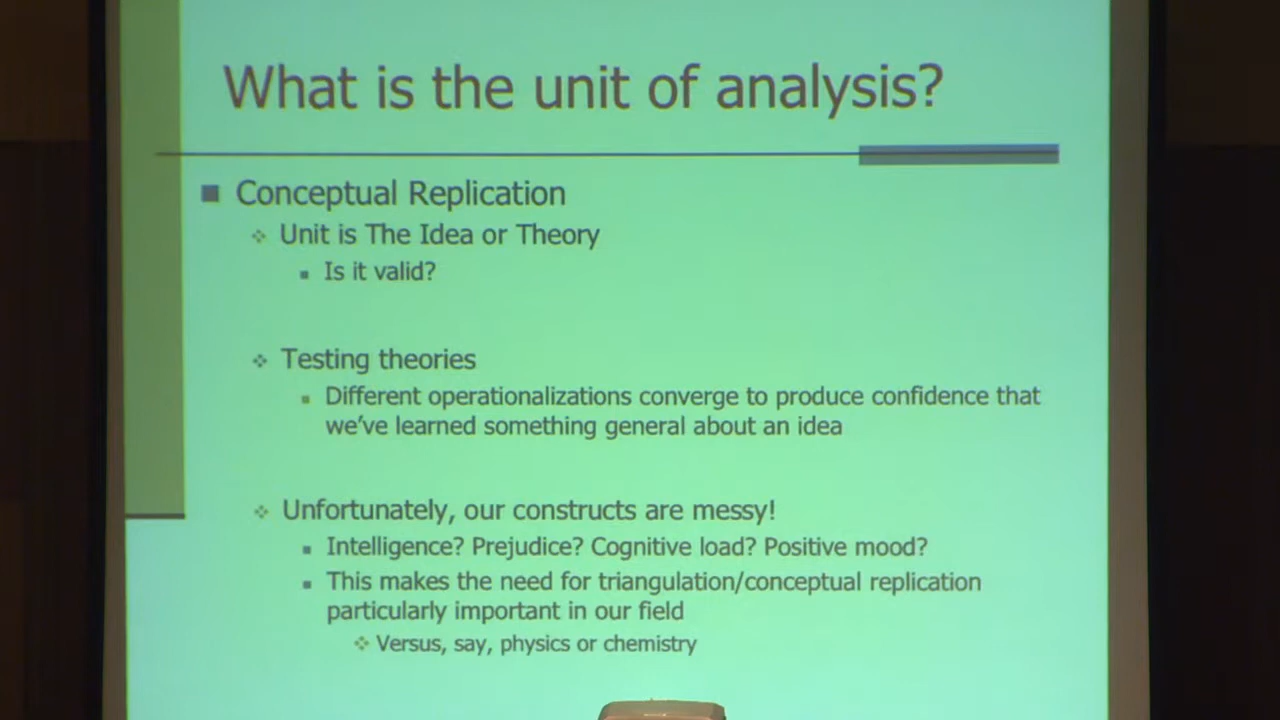 What is the unit of analysis?
Conceptual Replication
Unit is The Idea or Theory
Is it valid?
Testing theories
Different operationalizations converge to produce confidence that
we've learned something general about an idea
Unfortunately, our constructs are messy!
Intelligence? Prejudice? Cognitive load? Positive mood?
This makes the need for triangulation/conceptual replication
particularly important in our field
Versus, say, physics or chemistry